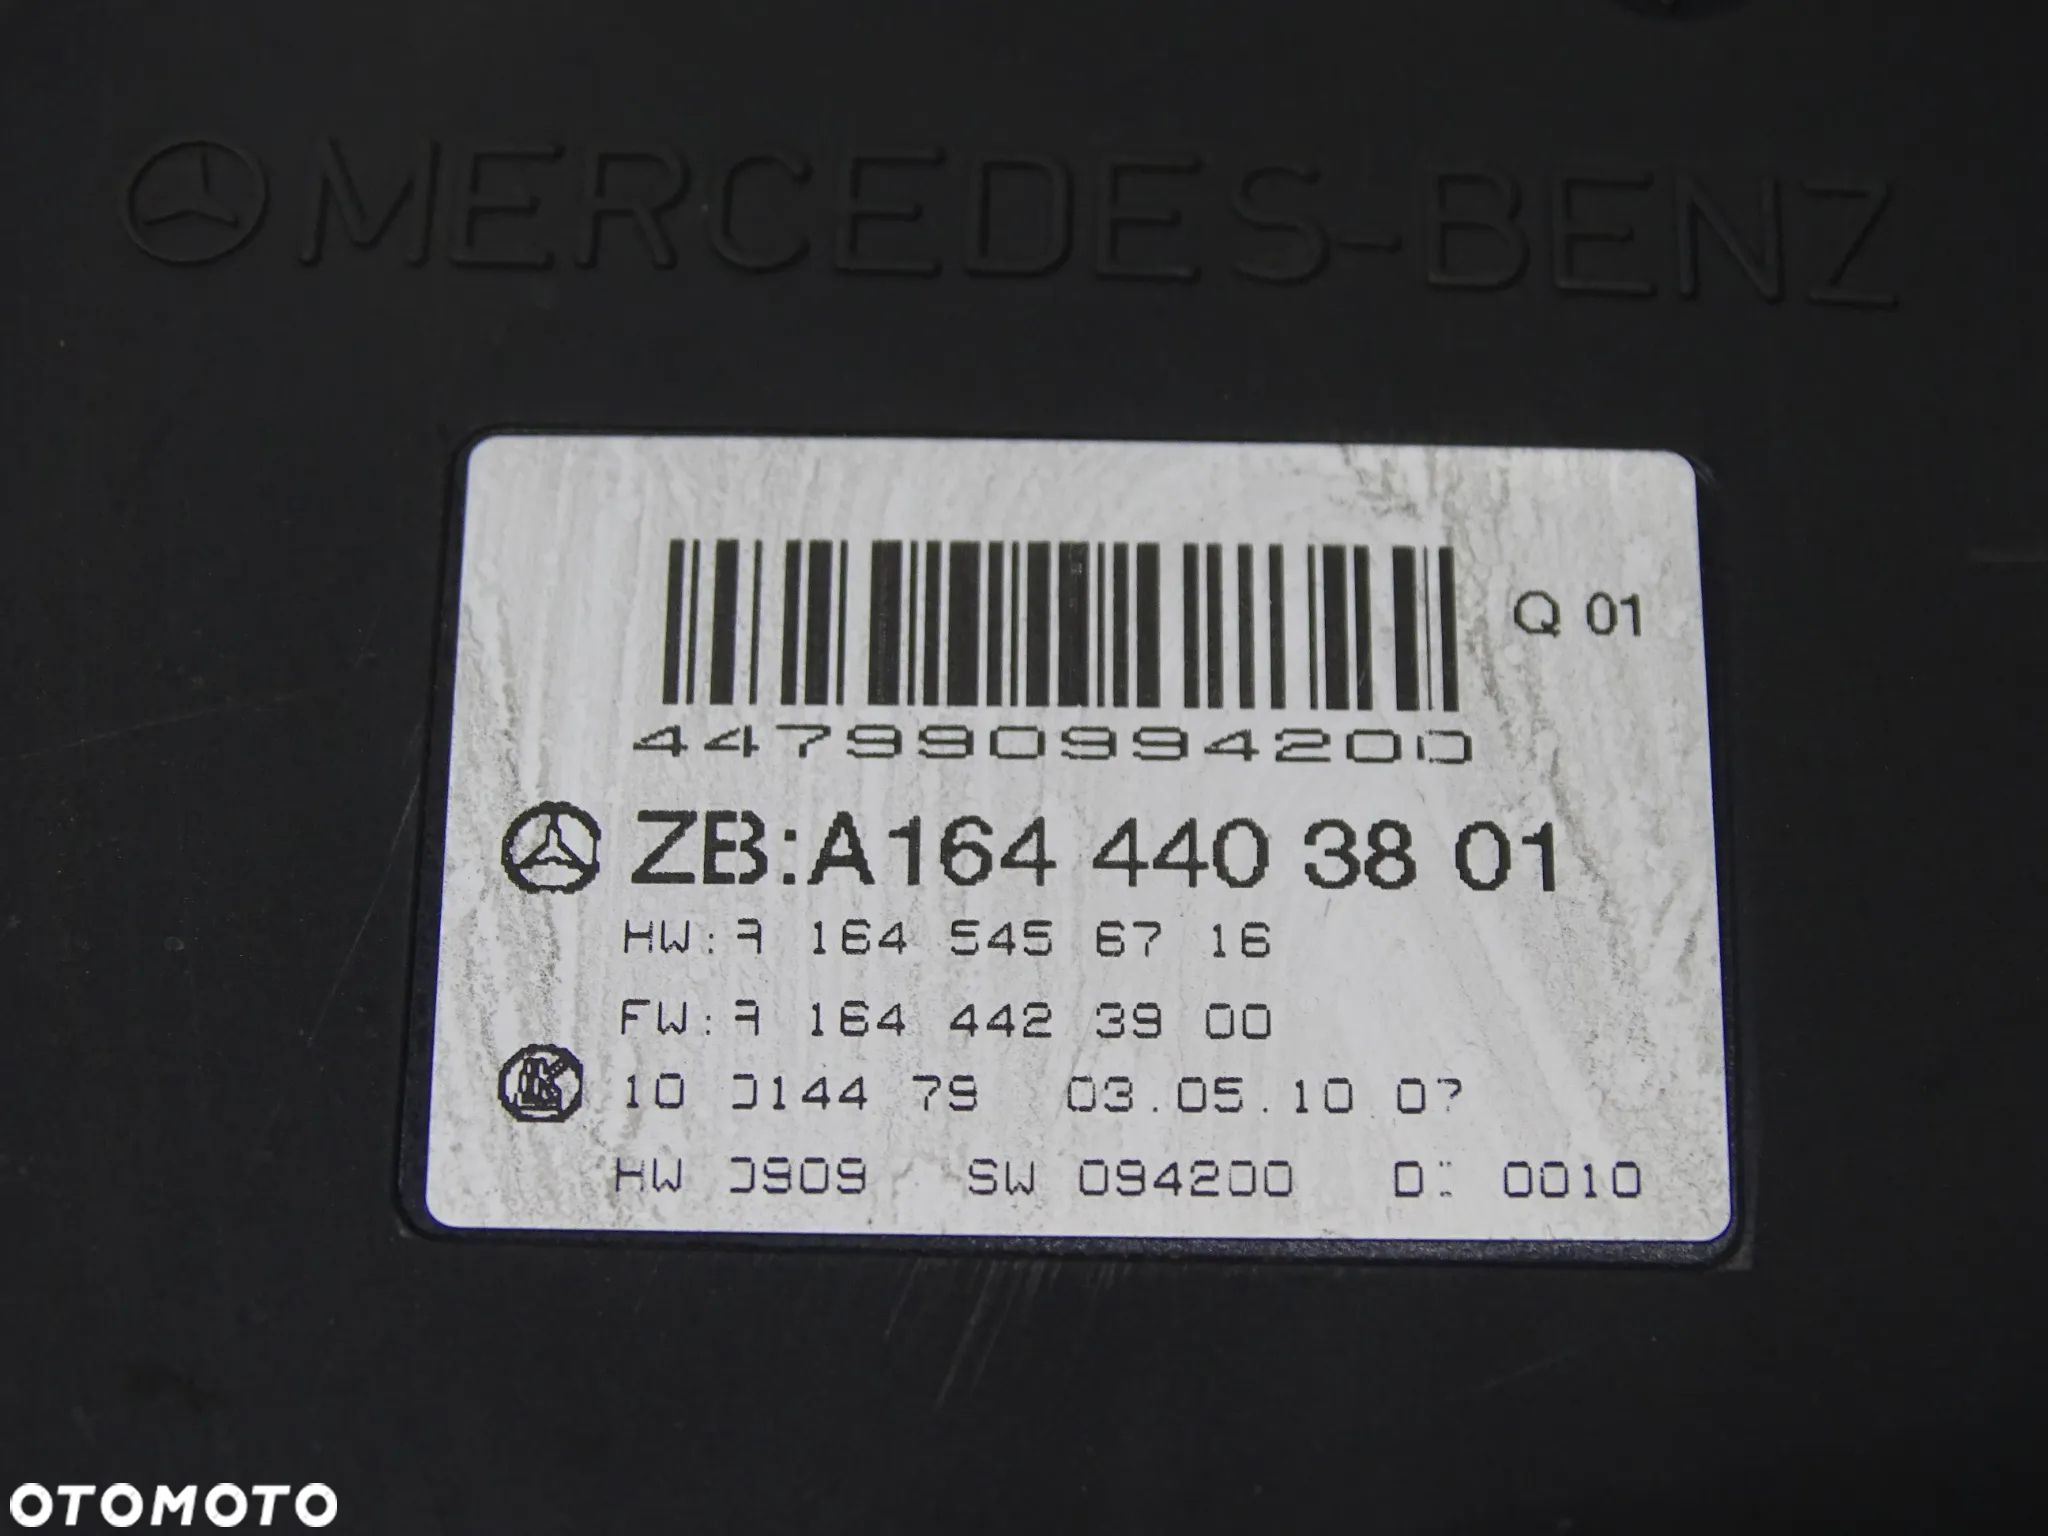 MERCEDES-BENZ
Q 01
447990994200
ZB:A164 440 38 01
HW:A 164 545 67 16
FW:A 164 442 39 00
10 0144 79 03.05.10 07
HW 0909 SW 094200 0010
OTOMOTO